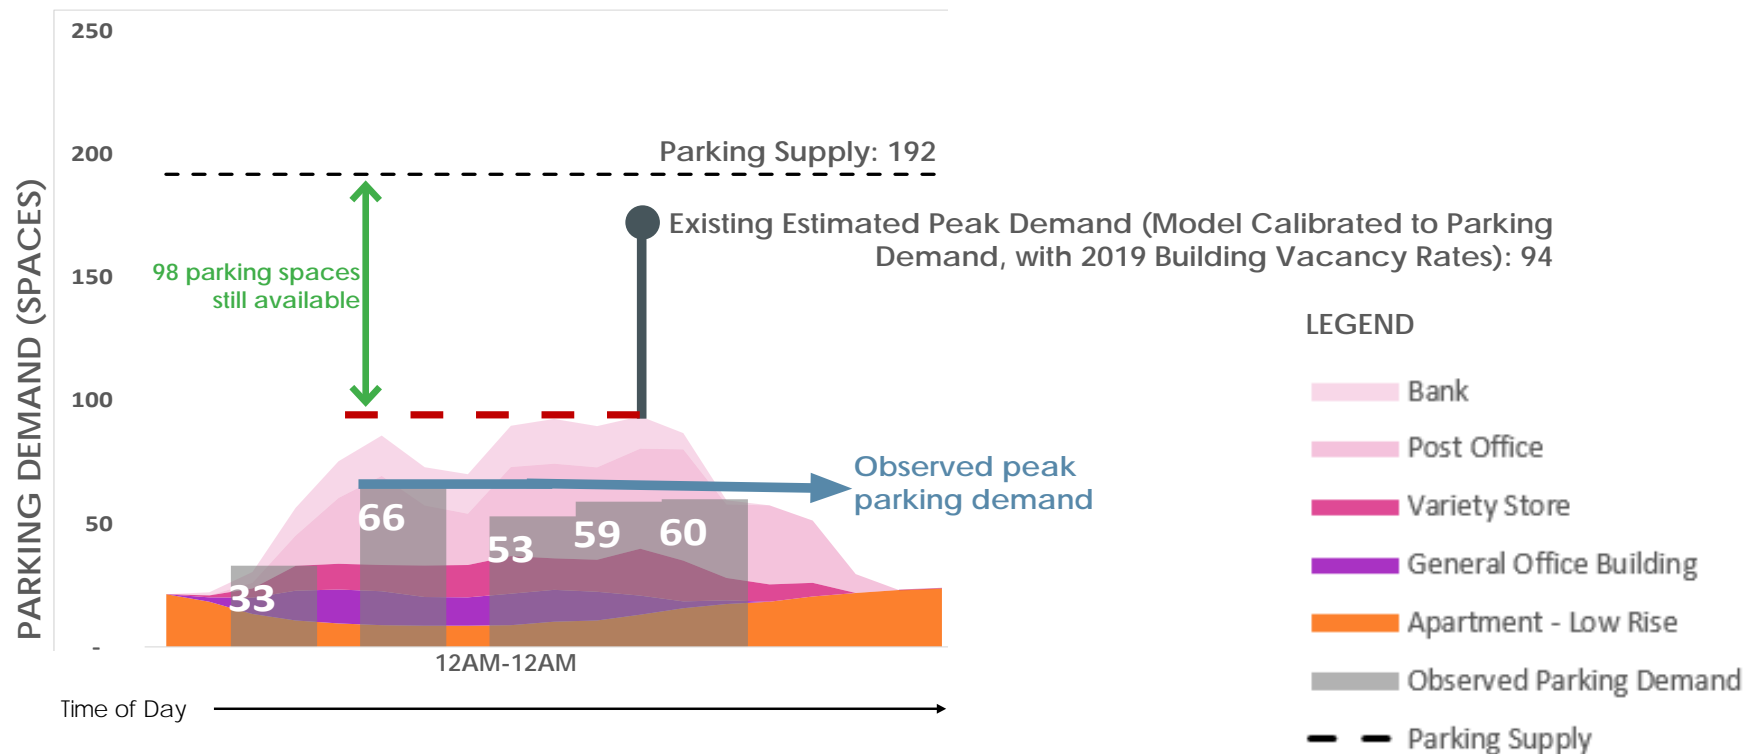 250
200
150
100
50
-
PARKING DEMAND (SPACES)
Parking Supply: 192
Existing Estimated Peak Demand (Model Calibrated to Parking
Demand, with 2019 Building Vacancy Rates): 94
98 parking spaces
still available
Observed peak
parking demand
33
66
53
59
60
12AM-12AM
Time of Day
LEGEND
Bank
Post Office
Variety Store
General Office Building
Apartment - Low Rise
Observed Parking Demand
Parking Supply